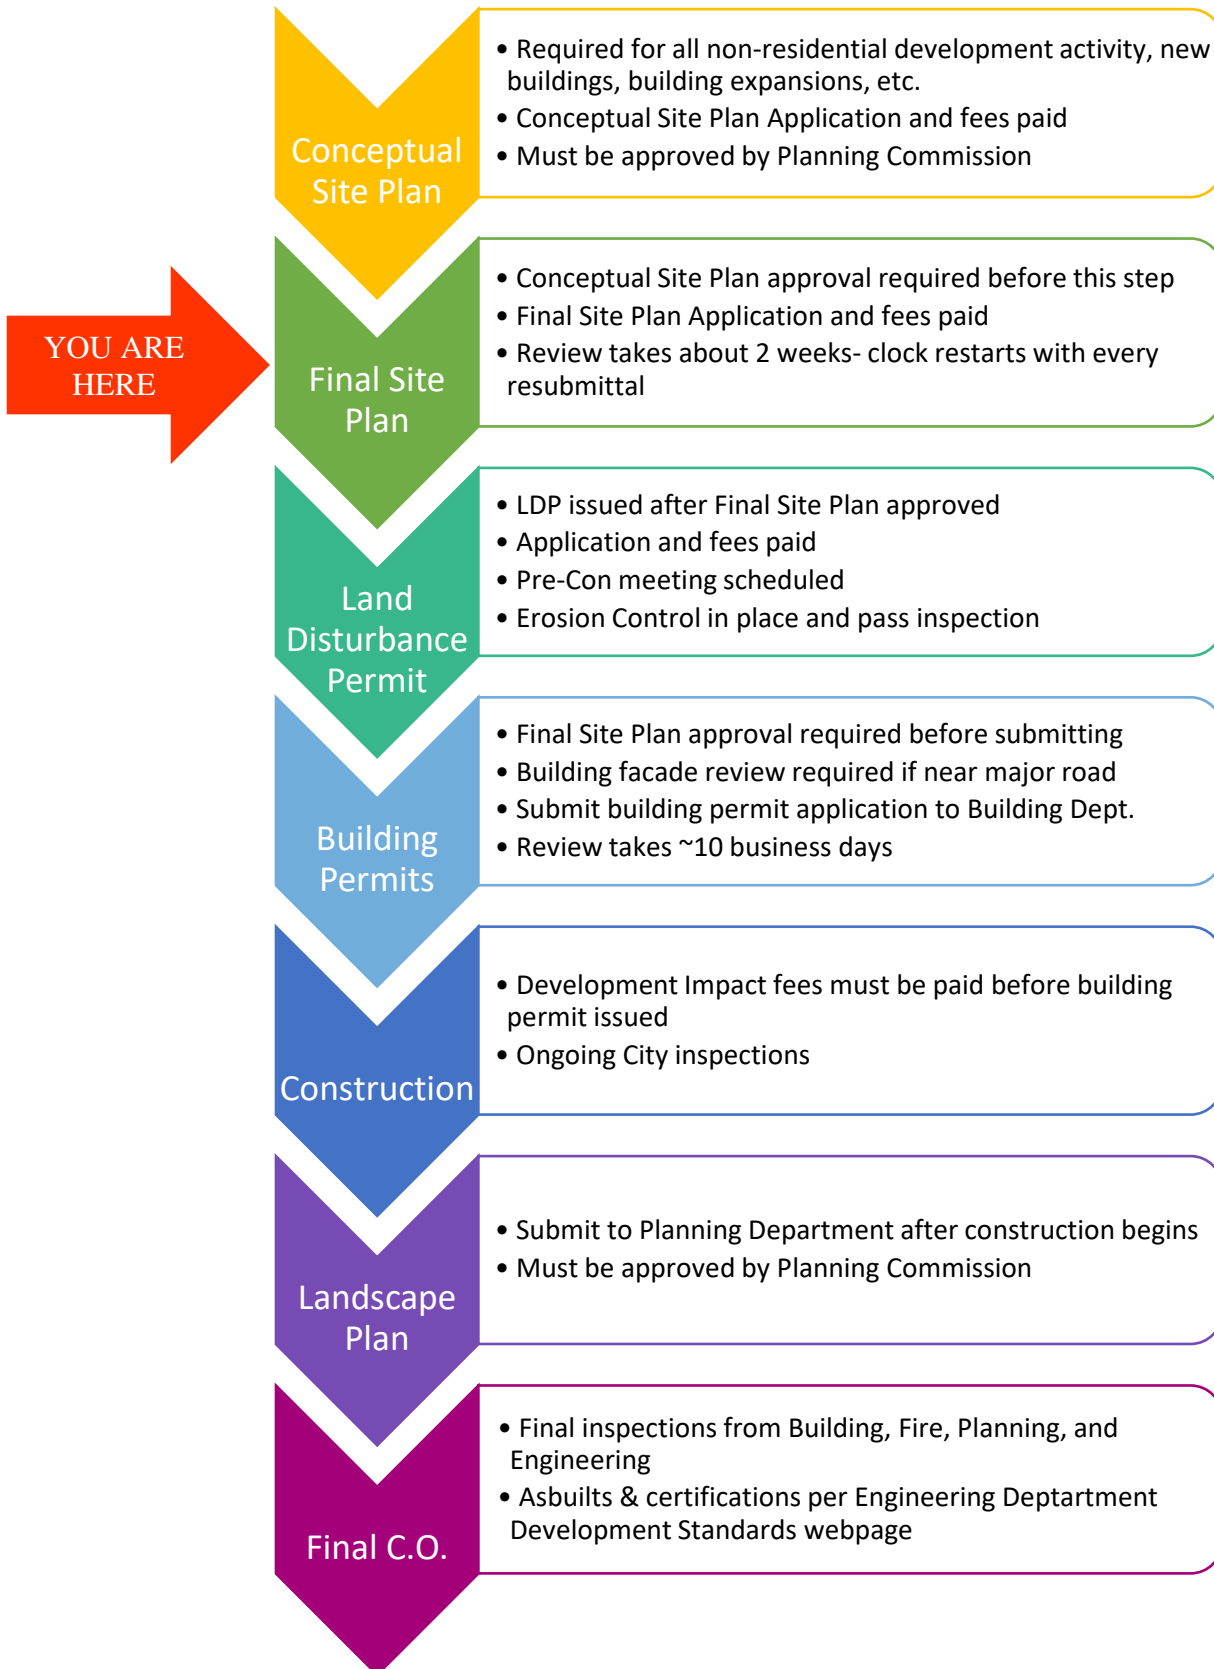 Conceptual
Site Plan
• Required for all non-residential development activity, new
buildings, building expansions, etc.
• Conceptual Site Plan Application and fees paid
• Must be approved by Planning Commission
YOU ARE
HERE
Final Site
Plan
• Conceptual Site Plan approval required before this step
• Final Site Plan Application and fees paid
• Review takes about 2 weeks- clock restarts with every
resubmittal
Land
Disturbance
Permit
• LDP issued after Final Site Plan approved
• Application and fees paid
• Pre-Con meeting scheduled
• Erosion Control in place and pass inspection
Building
Permits
• Final Site Plan approval required before submitting
• Building facade review required if near major road
• Submit building permit application to Building Dept.
• Review takes ~10 business days
Construction
• Development Impact fees must be paid before building
permit issued
• Ongoing City inspections
Landscape
Plan
• Submit to Planning Department after construction begins
• Must be approved by Planning Commission
Final C.O.
• Final inspections from Building, Fire, Planning, and
Engineering
• Asbuilts & certifications per Engineering Deptartment
Development Standards webpage